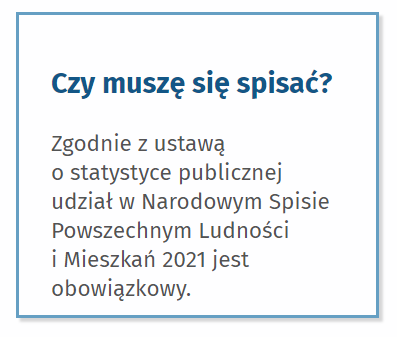 Czy muszę się spisać?
Zgodnie z ustawą
o statystyce publicznej
udział w Narodowym Spisie
Powszechnym Ludności
i Mieszkań 2021 jest
obowiązkowy.